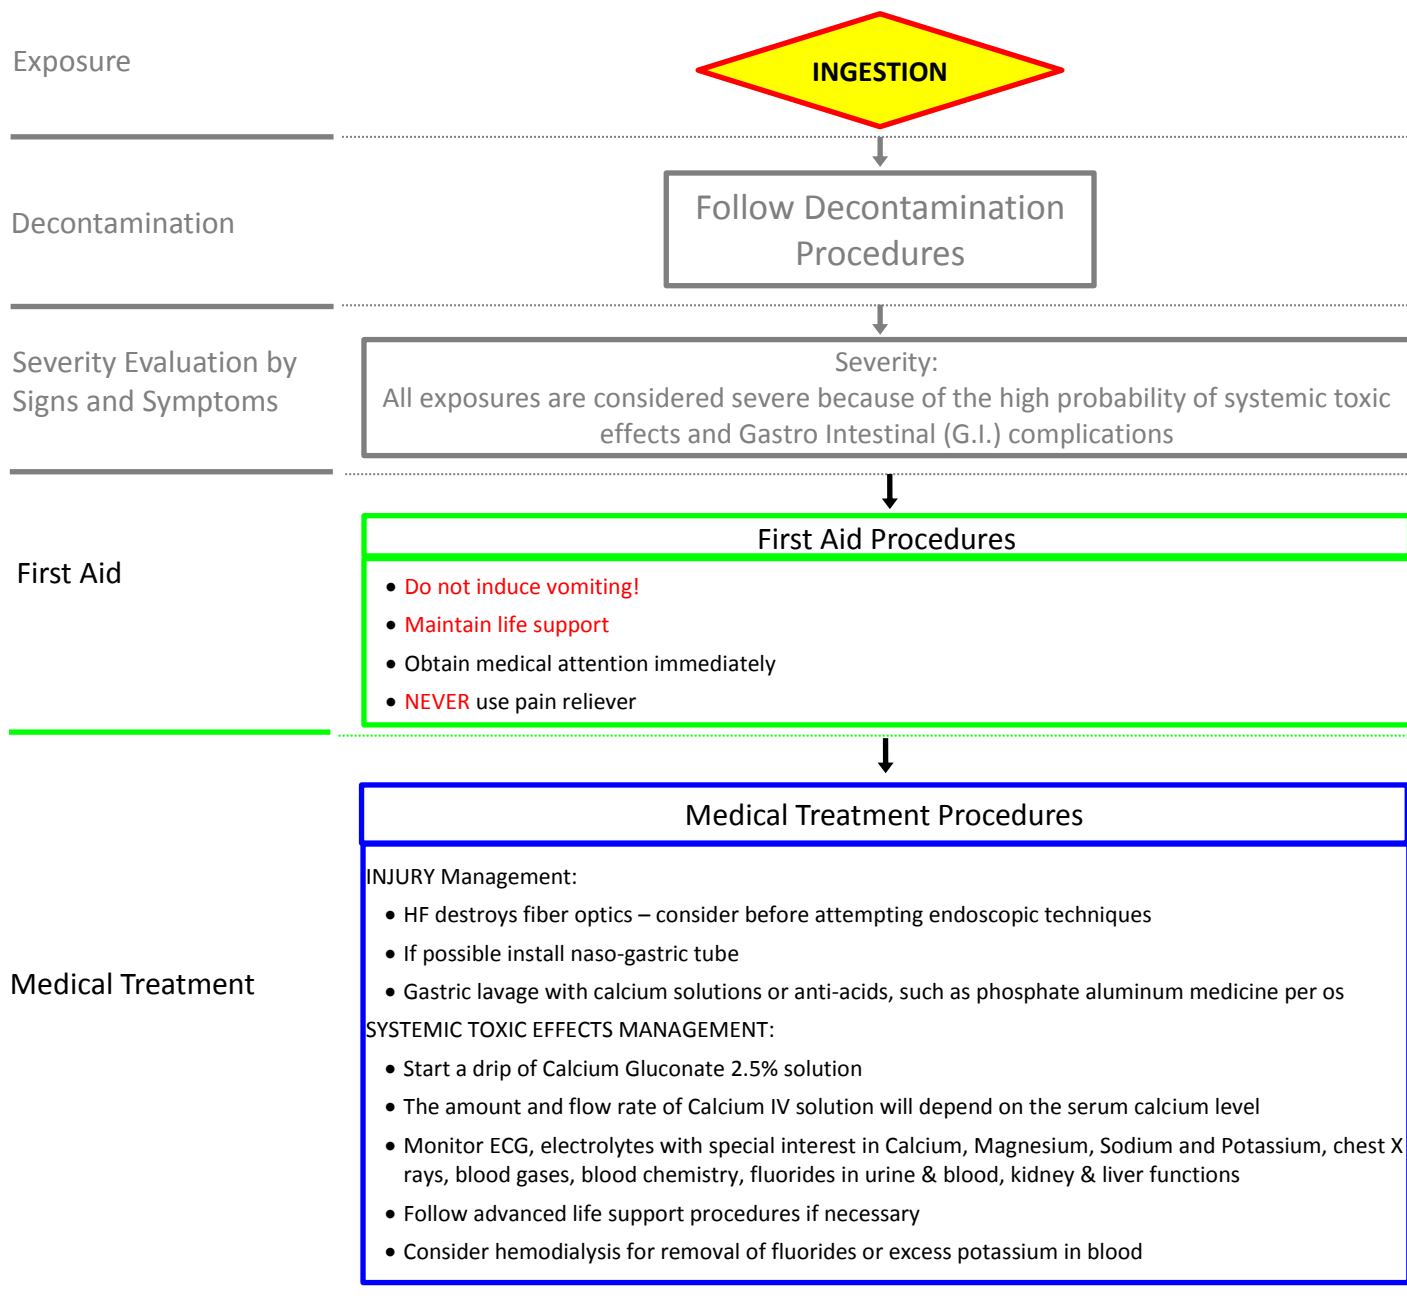 Exposure
INGESTION
Decontamination
Follow Decontamination
Procedures
Severity Evaluation by
Signs and Symptoms
Severity:
All exposures are considered severe because of the high probability of systemic toxic
effects and Gastro Intestinal (G.I.) complications
First Aid
First Aid Procedures
• Do not induce vomiting!
• Maintain life support
• Obtain medical attention immediately
• NEVER use pain reliever
Medical Treatment
Medical Treatment Procedures
INJURY Management:
• HF destroys fiber optics – consider before attempting endoscopic techniques
• If possible install naso-gastric tube
• Gastric lavage with calcium solutions or anti-acids, such as phosphate aluminum medicine per os
SYSTEMIC TOXIC EFFECTS MANAGEMENT:
• Start a drip of Calcium Gluconate 2.5% solution
• The amount and flow rate of Calcium IV solution will depend on the serum calcium level
• Monitor ECG, electrolytes with special interest in Calcium, Magnesium, Sodium and Potassium, chest X
rays, blood gases, blood chemistry, fluorides in urine & blood, kidney & liver functions
• Follow advanced life support procedures if necessary
• Consider hemodialysis for removal of fluorides or excess potassium in blood